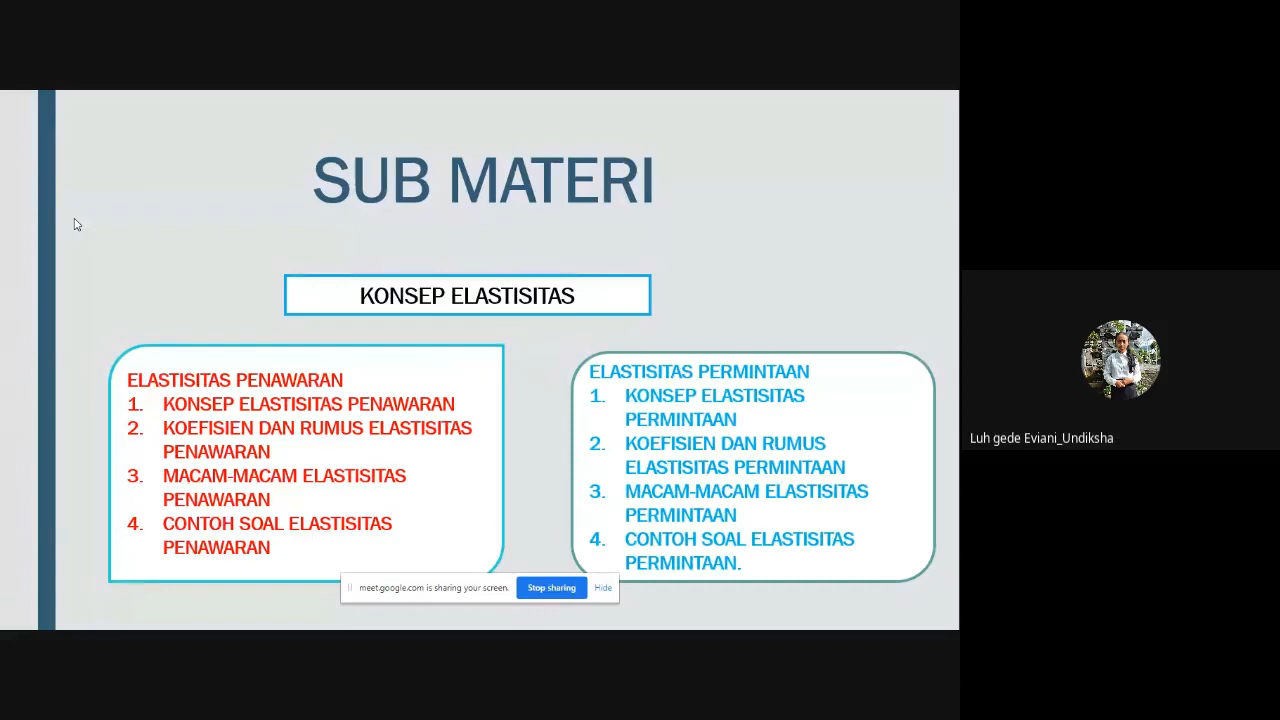 SUB MATERI
KONSEP ELASTISITAS
ELASTISITAS PENAWARAN
1. KONSEP ELASTISITAS PENAWARAN
2. KOEFISIEN DAN RUMUS ELASTISITAS
PENAWARAN
3. MACAM-MACAM ELASTISITAS
PENAWARAN
4. CONTOH SOAL ELASTISITAS
PENAWARAN
ELASTISITAS PERMINTAAN
1. KONSEP ELASTISITAS
PERMINTAAN
2. KOEFISIEN DAN RUMUS
ELASTISITAS PERMINTAAN
3. MACAM-MACAM ELASTISITAS
PERMINTAAN
4. CONTOH SOAL ELASTISITAS
PERMINTAAN.
meet.google.com is sharing your screen. Stop sharing Hide
Luh gede Eviani_Undiksha